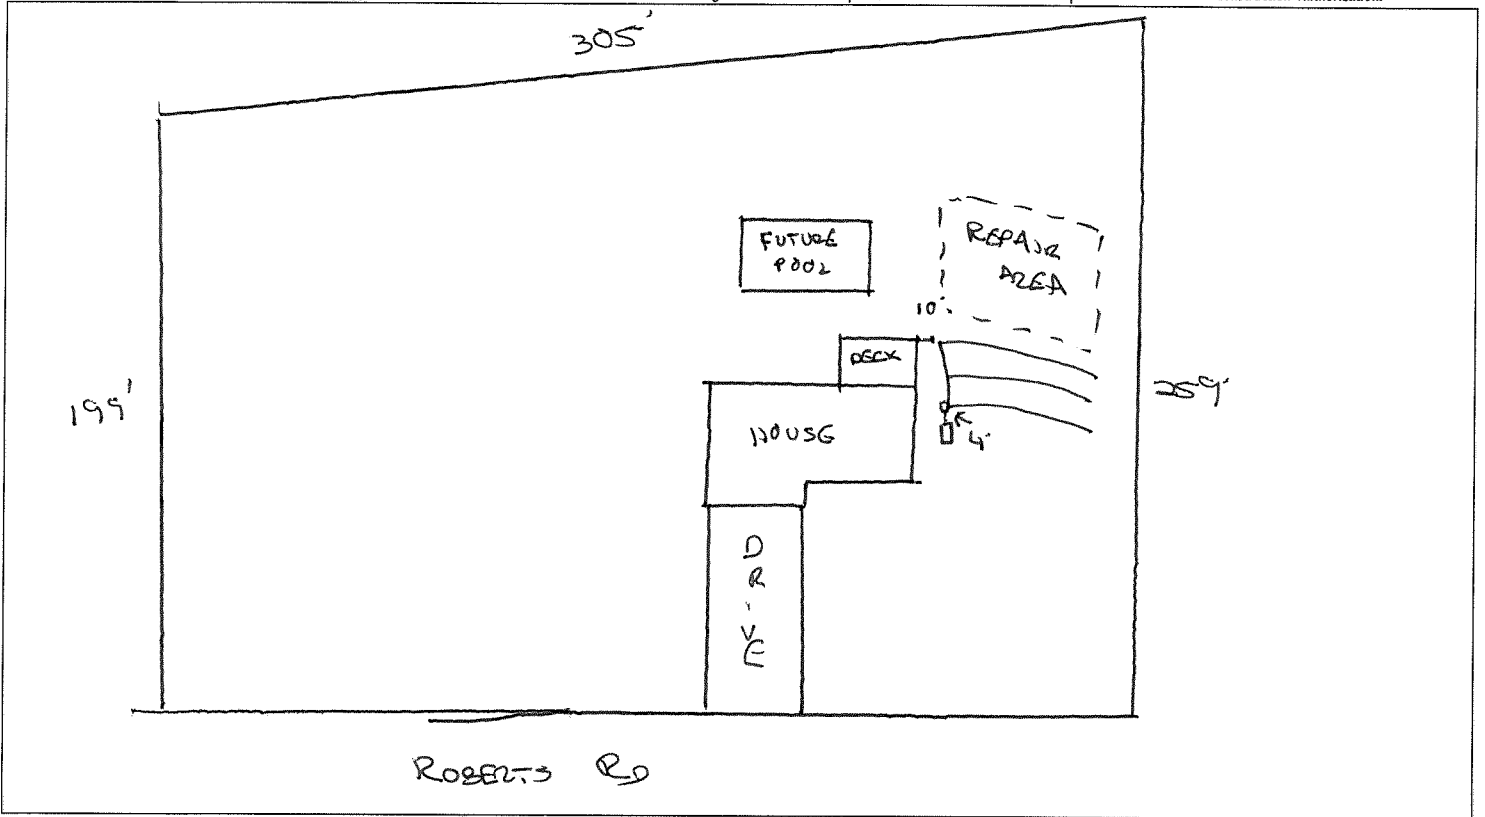 305'
FUTURE
POOL
REPAIR
AREA
10'
DECK
199'
259'
HOUSE
4'
D
R
I
V
E
ROBERTS RD